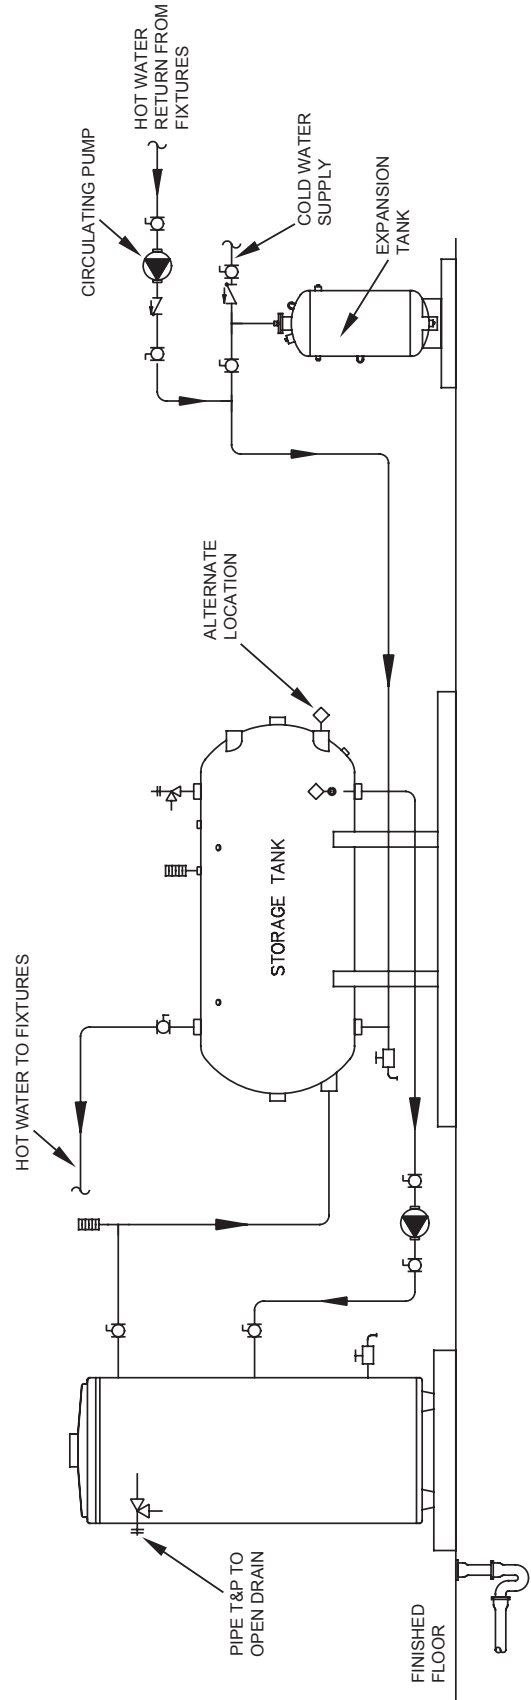 HOT WATER TO FIXTURES
CIRCULATING PUMP
HOT WATER
RETURN FROM
FIXTURES
ALTERNATE
LOCATION
PIPE T&P TO
OPEN DRAIN
STORAGE TANK
COLD WATER
SUPPLY
EXPANSION
TANK
FINISHED
FLOOR